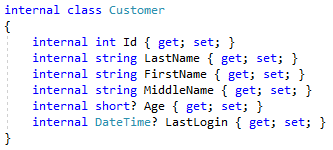 internal class Customer
{
    internal int Id { get; set; }
    internal string LastName { get; set; }
    internal string FirstName { get; set; }
    internal string MiddleName { get; set; }
    internal short? Age { get; set; }
    internal DateTime? LastLogin { get; set; }
}